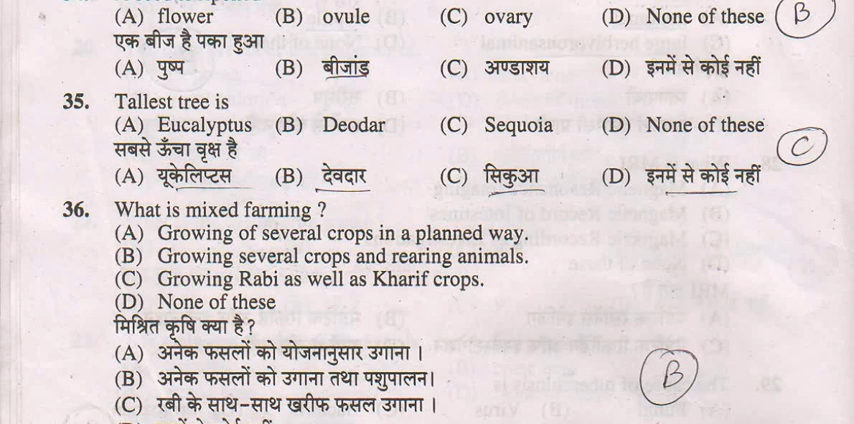 (A) flower (B) ovule (C) ovary (D) None of these B
एक बीज है पका हुआ
(A) पुष्प (B) बीजांड (C) अण्डाशय (D) इनमें से कोई नहीं
35. Tallest tree is
(A) Eucalyptus (B) Deodar (C) Sequoia (D) None of these
सबसे ऊँचा वृक्ष है C
(A) यूकेलिप्टस (B) देवदार (C) सिकुआ (D) इनमें से कोई नहीं
36. What is mixed farming ?
(A) Growing of several crops in a planned way.
(B) Growing several crops and rearing animals.
(C) Growing Rabi as well as Kharif crops.
(D) None of these
मिश्रित कृषि क्या है?
(A) अनेक फसलों को योजनानुसार उगाना ।
(B) अनेक फसलों को उगाना तथा पशुपालन। B
(C) रबी के साथ-साथ खरीफ फसल उगाना ।